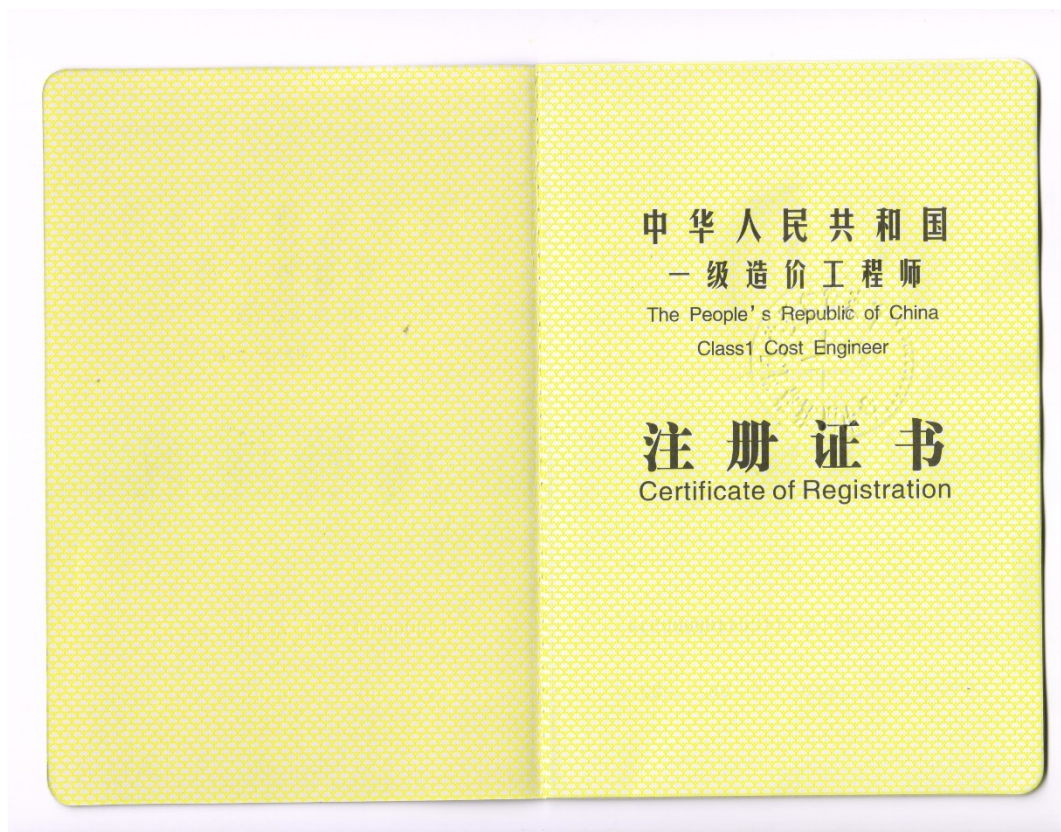 中华人民共和国
一级造价工程师
The People's Republic of China
Class1 Cost Engineer
注册证书
Certificate of Registration